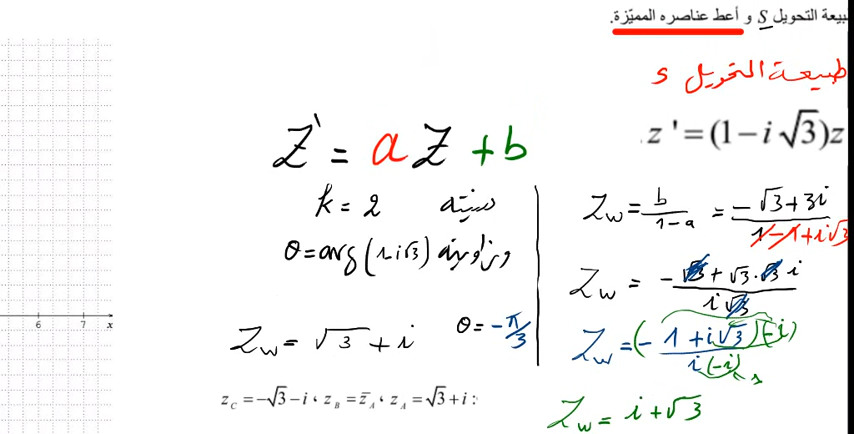 طبيعة التحويل S و أعط عناصره المميّزة.
طبيعة التحويل S
z' = (1 − i√3)z
Z' = aZ + b
k = 2 نسبته
θ = arg(1 i√3) وزاويته
θ = −π/3
Z_w = √3 + i
Z_w = b/(1−a) = (−√3 + 3i)/(1 − 1 + i√3)
Z_w = (−√3 + √3·√3 i)/(i√3)
Z_w = (−1 + i√3)(−i)/(i(−i))
Z_w = i + √3
z_C = −√3 − i ، z_B = z̄_A ، z_A = √3 + i :
6 7 x